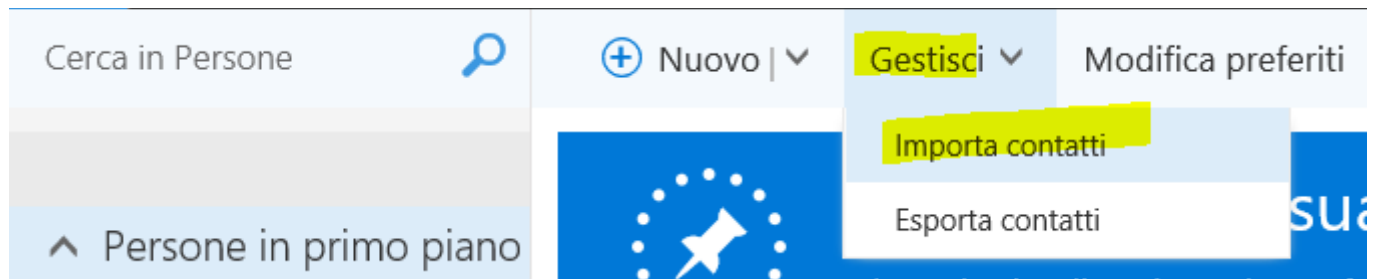 Cerca in Persone
Nuovo
Gestisci
Modifica preferiti
Importa contatti
Esporta contatti
Persone in primo piano